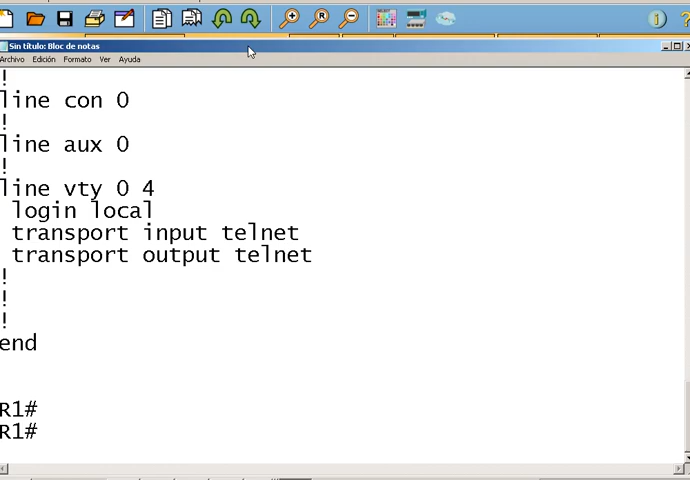 Sin título: Bloc de notas
Archivo Edición Formato Ver Ayuda
!
line con 0
!
line aux 0
!
line vty 0 4
login local
transport input telnet
transport output telnet
!
!
!
end
R1#
R1#